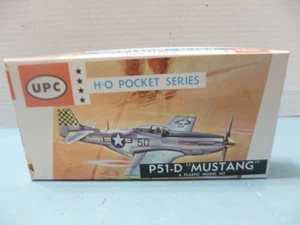 UPC
H-O POCKET SERIES
50
P51-D "MUSTANG"
A PLASTIC MODEL KIT